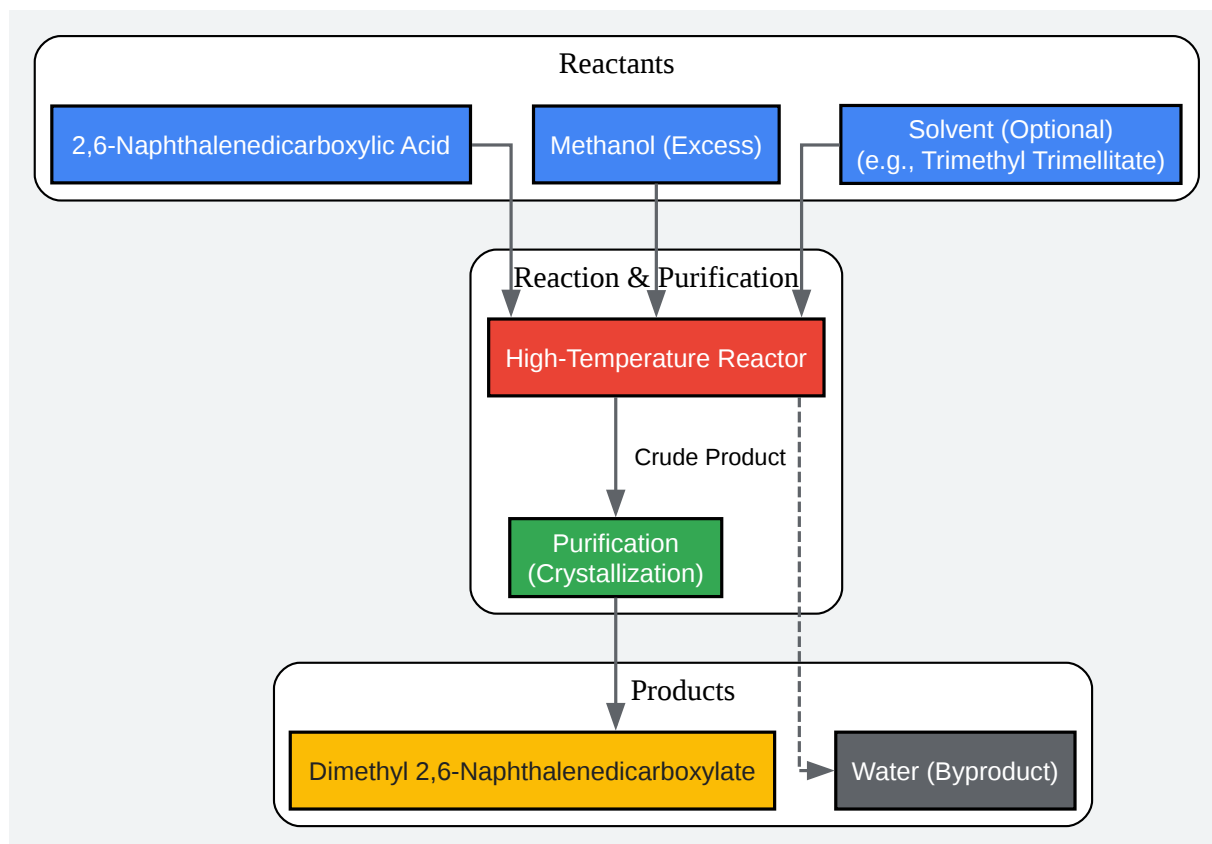 Reactants
2,6-Naphthalenedicarboxylic Acid
Methanol (Excess)
Solvent (Optional)
(e.g., Trimethyl Trimellitate)
Reaction & Purification
High-Temperature Reactor
Crude Product
Purification
(Crystallization)
Products
Dimethyl 2,6-Naphthalenedicarboxylate
Water (Byproduct)